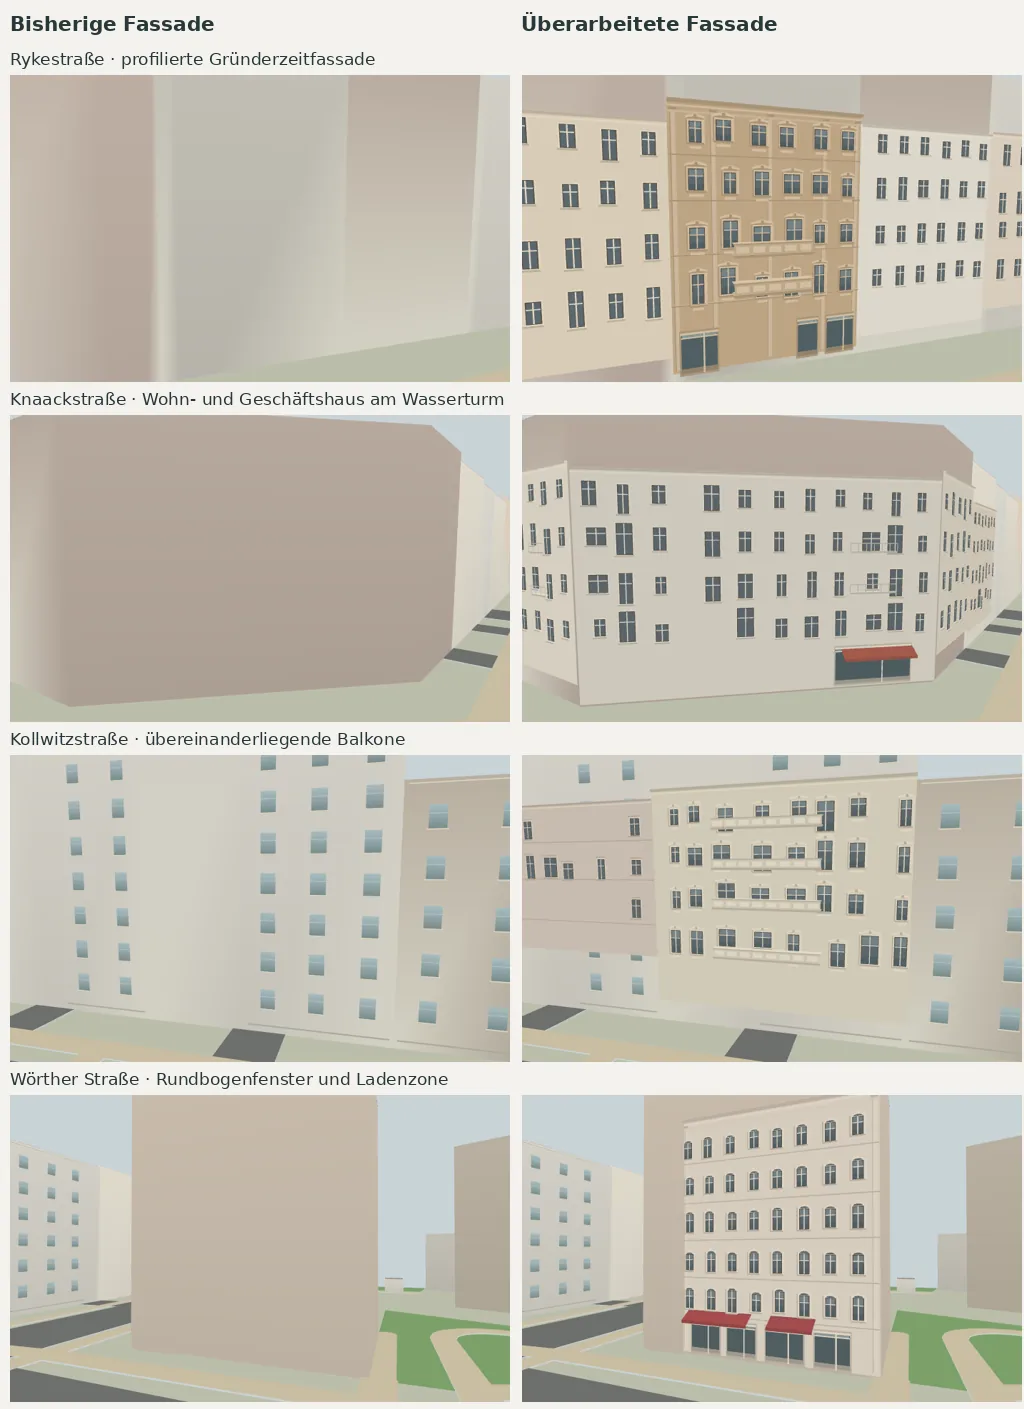 Bisherige Fassade
Überarbeitete Fassade
Rykestraße · profilierte Gründerzeitfassade
Knaackstraße · Wohn- und Geschäftshaus am Wasserturm
Kollwitzstraße · übereinanderliegende Balkone
Wörther Straße · Rundbogenfenster und Ladenzone